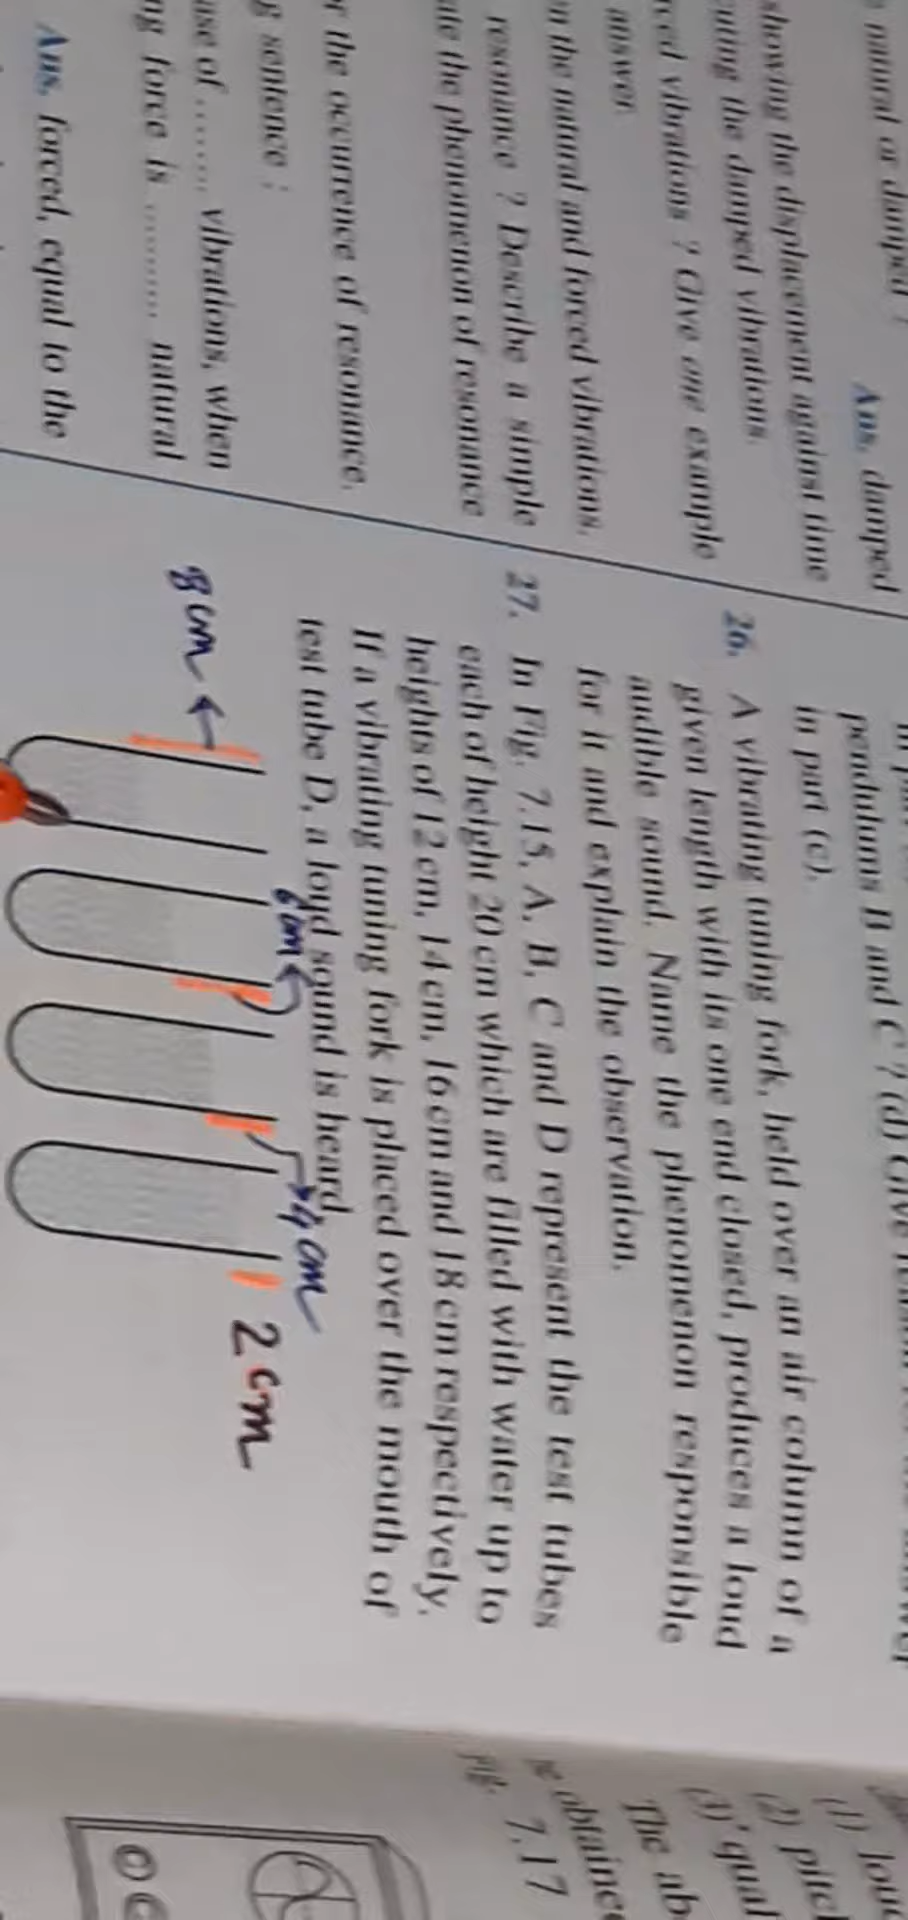 natural or damped ?
Ans. damped
showing the displacement against time
the damped vibrations.
vibrations ? Give one example
answer.
the natural and forced vibrations.
resonance ? Describe a simple
the phenomenon of resonance
the occurrence of resonance.
sentence :
use of ...... vibrations, when
force is ......... natural
Ans. forced, equal to the
pendulums B and C ? (d) Give
in part (c).
26. A vibrating tuning fork, held over an air column of a
given length with its one end closed, produces a loud
audible sound. Name the phenomenon responsible
for it and explain the observation.
27. In Fig. 7.15, A, B, C and D represent the test tubes
each of height 20 cm which are filled with water up to
heights of 12 cm, 14 cm, 16 cm and 18 cm respectively.
If a vibrating tuning fork is placed over the mouth of
test tube D, a loud sound is heard.
8 cm
6 cm
4 cm
2 cm
(1)
(2)
(3)
The
7.17